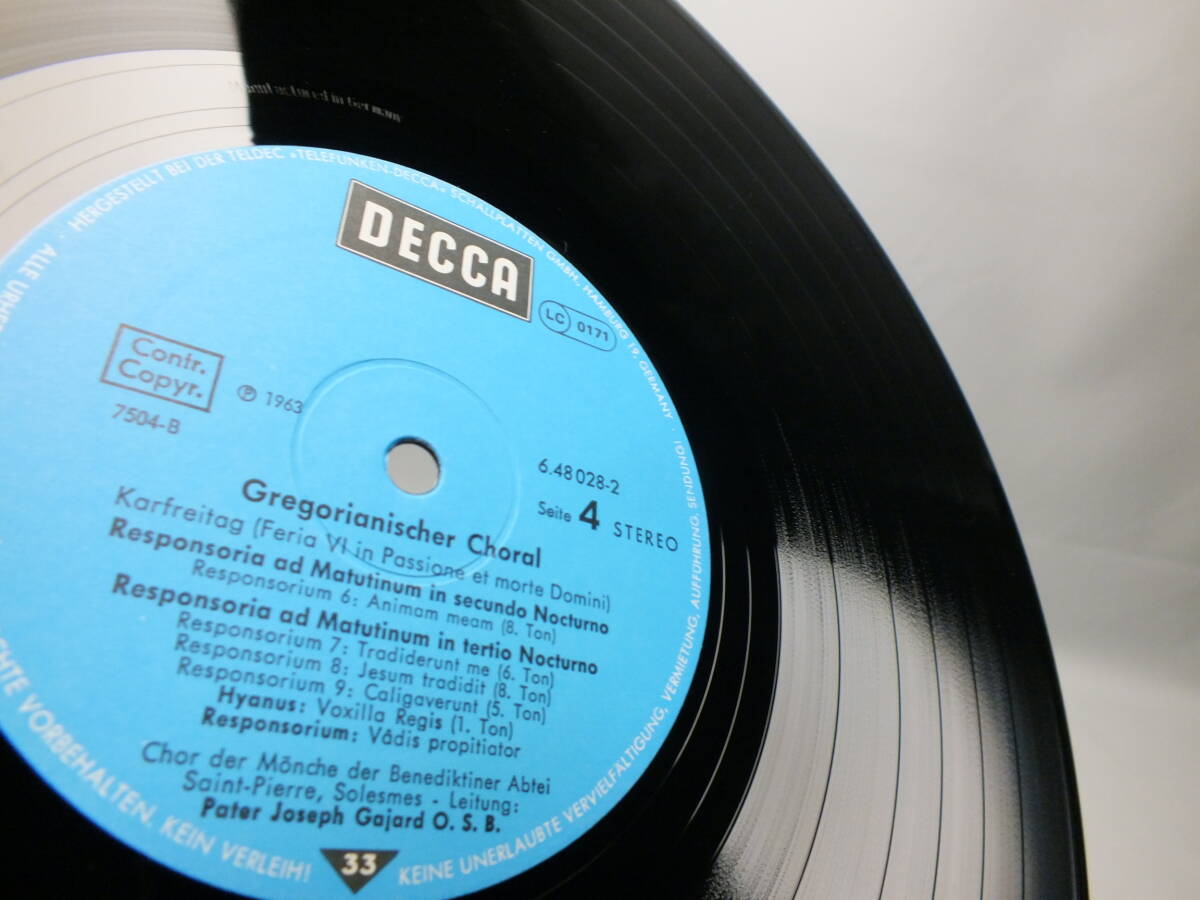 DECCA
LC 0171
Contr.
Copyr.
7504-B
℗ 1963
6.48 028-2
Seite 4 STEREO
Gregorianischer Choral
Karfreitag (Feria VI in Passione et morte Domini)
Responsoria ad Matutinum in secundo Nocturno
Responsorium 6: Animam meam (8. Ton)
Responsoria ad Matutinum in tertio Nocturno
Responsorium 7: Tradiderunt me (6. Ton)
Responsorium 8: Jesum tradidit (8. Ton)
Responsorium 9: Caligaverunt (5. Ton)
Hyanus: Voxilla Regis (1. Ton)
Responsorium: Vâdis propitiator
Chor der Mönche der Benediktiner Abtei
Saint-Pierre, Solesmes - Leitung:
Pater Joseph Gajard O. S. B.
33
HERGESTELLT BEI DER TELDEC »TELEFUNKEN-DECCA« SCHALLPLATTEN GMBH., HAMBURG 19, GERMANY ·
VORBEHALTEN. KEIN VERLEIH! KEINE UNERLAUBTE VERVIELFÄLTIGUNG, VERMIETUNG, AUFFÜHRUNG, SENDUNG!
ALLE